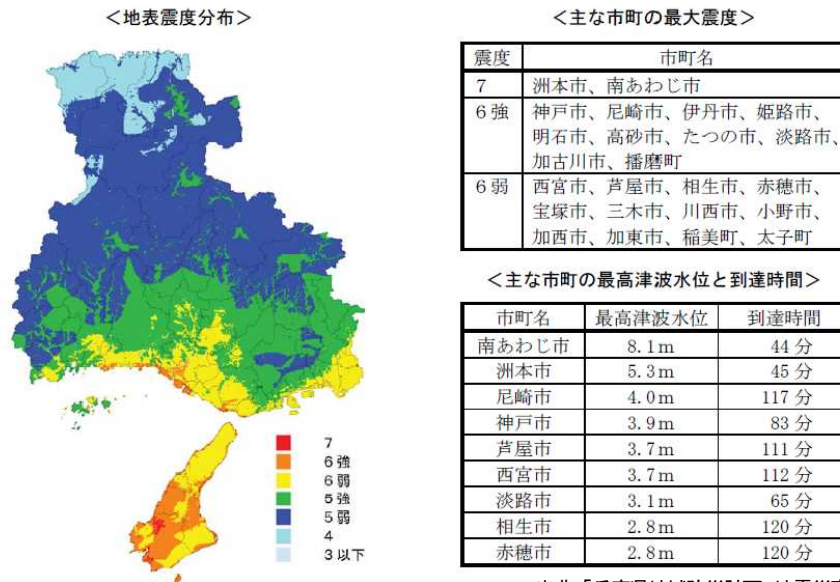 <地表震度分布>
7
6強
6弱
5強
5弱
4
3以下
<主な市町の最大震度>
震度 市町名
7 洲本市、南あわじ市
6強 神戸市、尼崎市、伊丹市、姫路市、
明石市、高砂市、たつの市、淡路市、
加古川市、播磨町
6弱 西宮市、芦屋市、相生市、赤穂市、
宝塚市、三木市、川西市、小野市、
加西市、加東市、稲美町、太子町
<主な市町の最高津波水位と到達時間>
市町名 最高津波水位 到達時間
南あわじ市 8.1m 44分
洲本市 5.3m 45分
尼崎市 4.0m 117分
神戸市 3.9m 83分
芦屋市 3.7m 111分
西宮市 3.7m 112分
淡路市 3.1m 65分
相生市 2.8m 120分
赤穂市 2.8m 120分